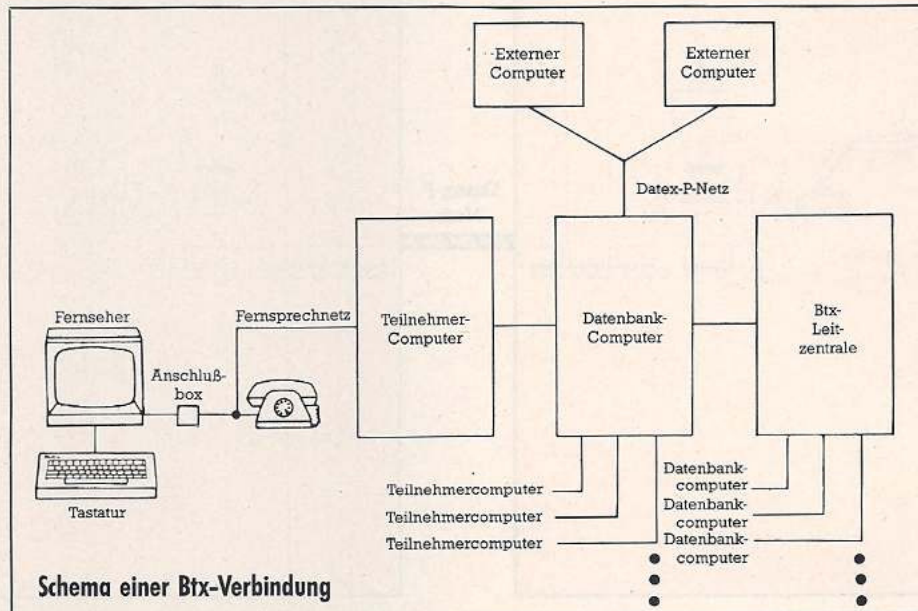 Externer
Computer
Externer
Computer
Datex-P-Netz
Fernseher
Anschluß-
box
Fernsprechnetz
Teilnehmer-
Computer
Datenbank-
Computer
Btx-
Leit-
zentrale
Tastatur
Teilnehmercomputer
Teilnehmercomputer
Teilnehmercomputer
Datenbank-
computer
Datenbank-
computer
Datenbank-
computer
Schema einer Btx-Verbindung